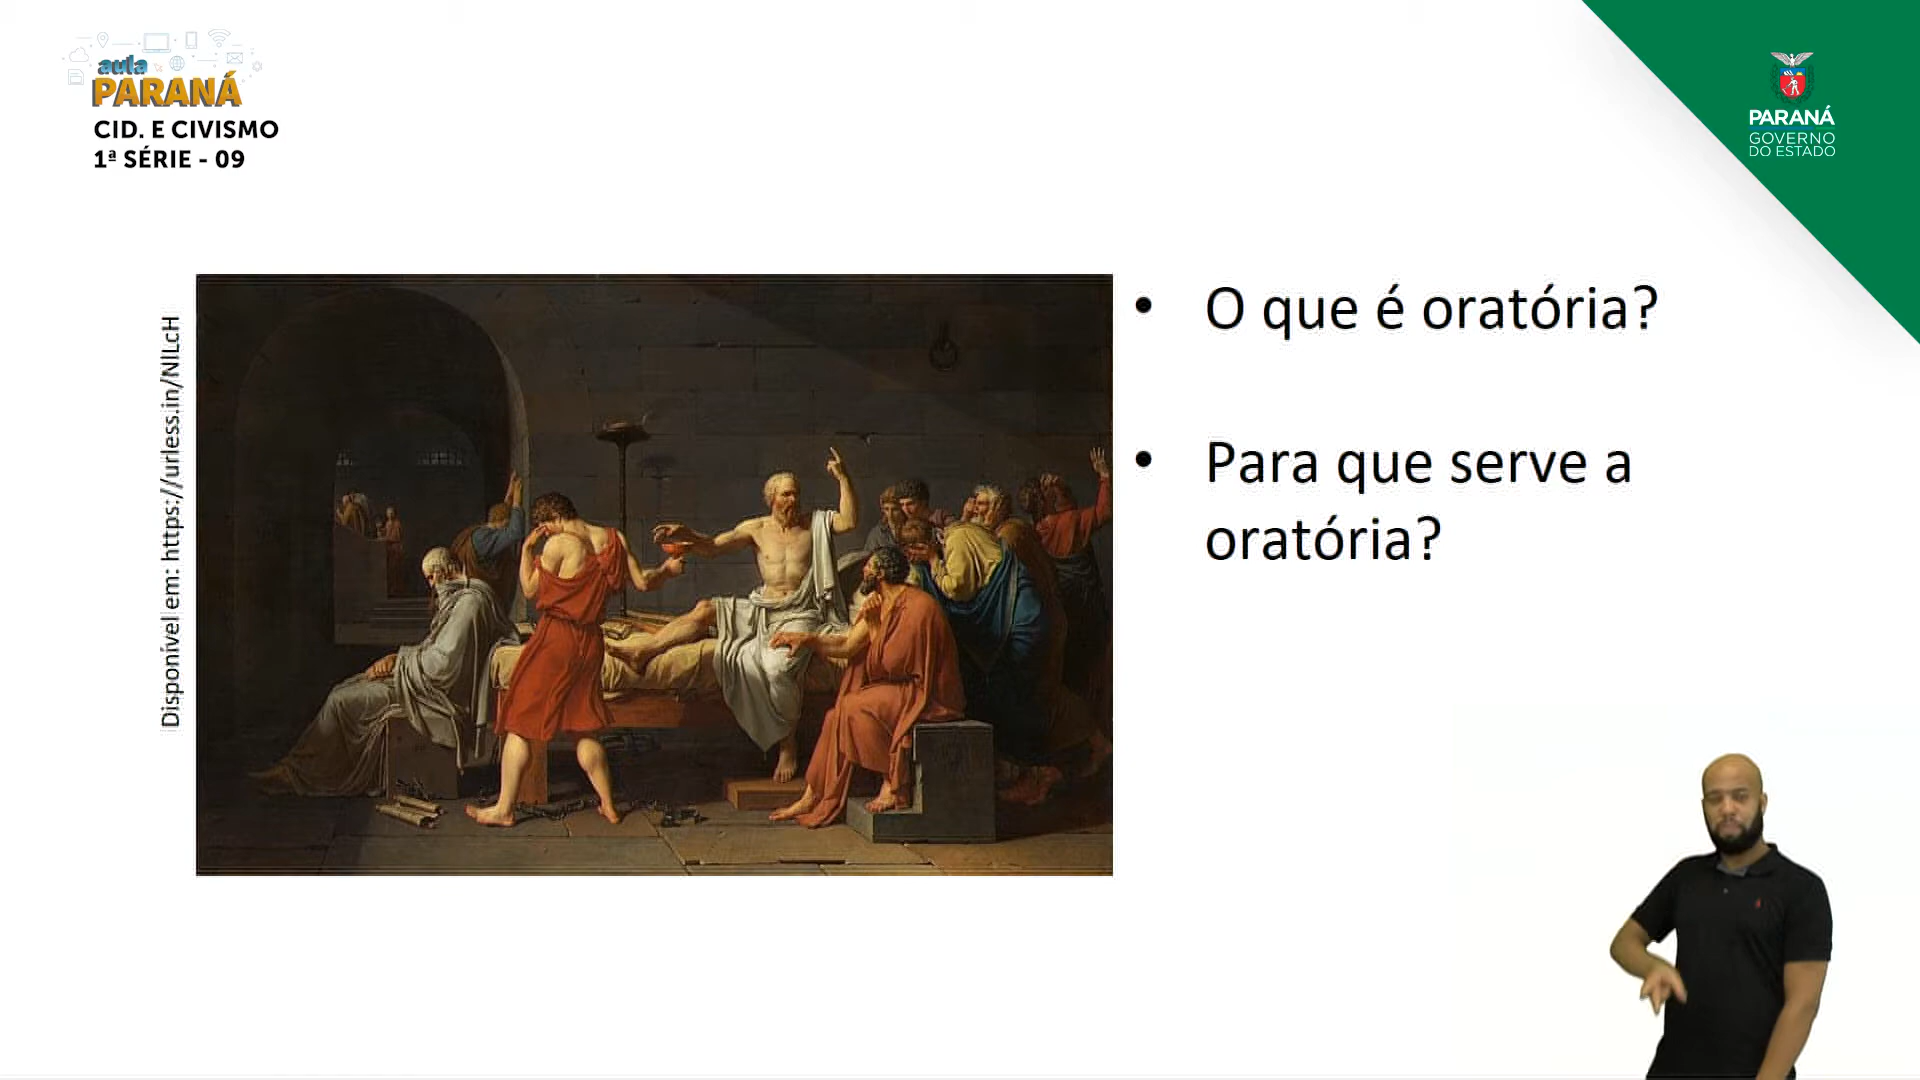 aula
PARANÁ
CID. E CIVISMO
1ª SÉRIE - 09
PARANÁ
GOVERNO
DO ESTADO
Disponível em: https://urless.in/NILcH
• O que é oratória?
• Para que serve a
oratória?